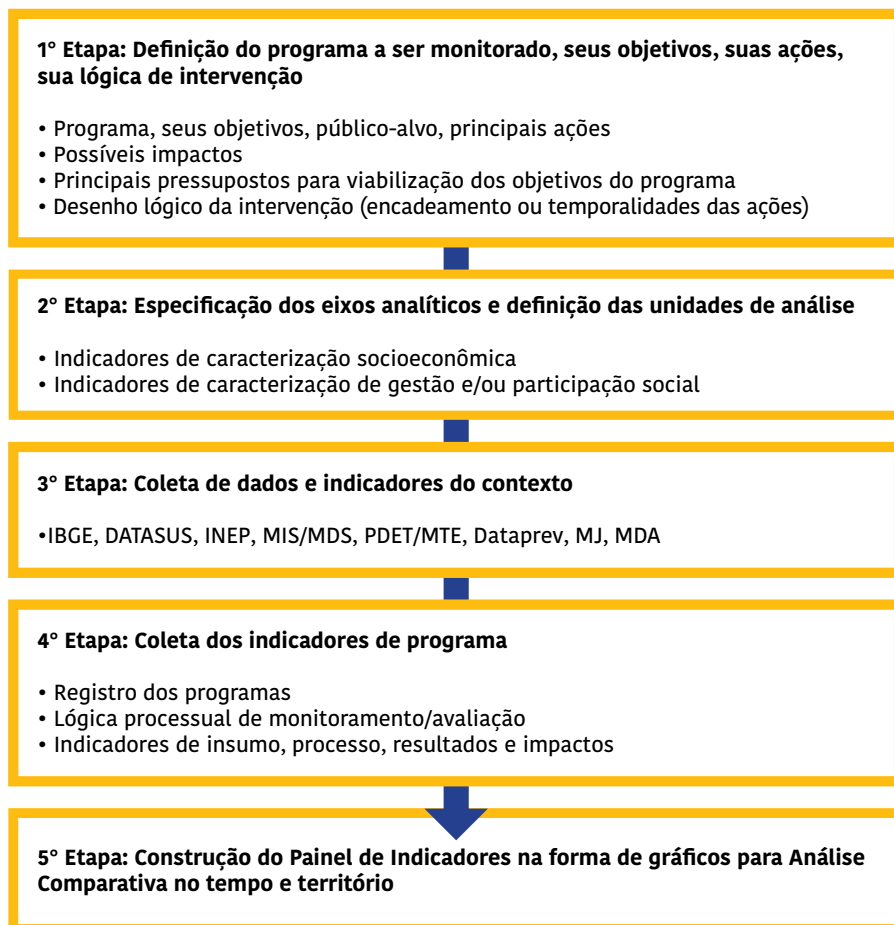 1° Etapa: Definição do programa a ser monitorado, seus objetivos, suas ações,
sua lógica de intervenção
• Programa, seus objetivos, público-alvo, principais ações
• Possíveis impactos
• Principais pressupostos para viabilização dos objetivos do programa
• Desenho lógico da intervenção (encadeamento ou temporalidades das ações)
2° Etapa: Especificação dos eixos analíticos e definição das unidades de análise
• Indicadores de caracterização socioeconômica
• Indicadores de caracterização de gestão e/ou participação social
3° Etapa: Coleta de dados e indicadores do contexto
•IBGE, DATASUS, INEP, MIS/MDS, PDET/MTE, Dataprev, MJ, MDA
4° Etapa: Coleta dos indicadores de programa
• Registro dos programas
• Lógica processual de monitoramento/avaliação
• Indicadores de insumo, processo, resultados e impactos
5° Etapa: Construção do Painel de Indicadores na forma de gráficos para Análise
Comparativa no tempo e território